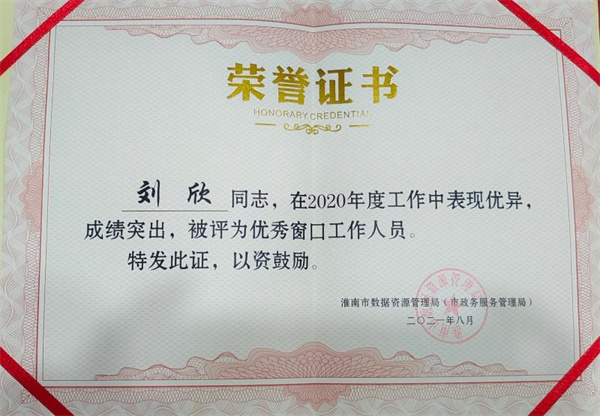 荣誉证书
HONORARY CREDENTIAL
刘欣同志，在2020年度工作中表现优异，
成绩突出，被评为优秀窗口工作人员。
特发此证，以资鼓励。
淮南市数据资源管理局（市政务服务管理局）
二〇二一年八月